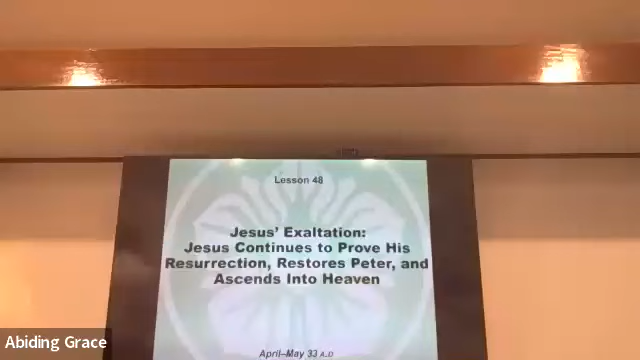 Lesson 48
Jesus' Exaltation:
Jesus Continues to Prove His
Resurrection, Restores Peter, and
Ascends Into Heaven
April–May 33 A.D
Abiding Grace